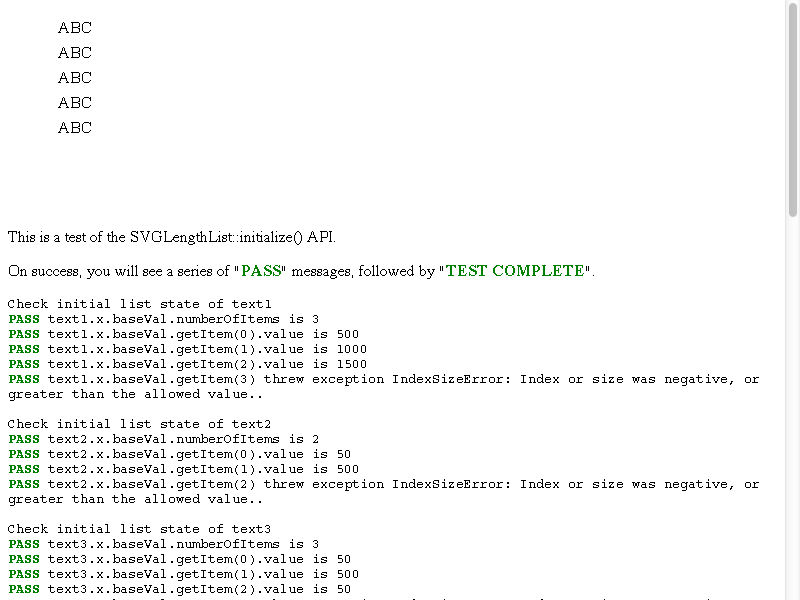 ABC
ABC
ABC
ABC
ABC
This is a test of the SVGLengthList::initialize() API.
On success, you will see a series of "PASS" messages, followed by "TEST COMPLETE".
Check initial list state of text1
PASS text1.x.baseVal.numberOfItems is 3
PASS text1.x.baseVal.getItem(0).value is 500
PASS text1.x.baseVal.getItem(1).value is 1000
PASS text1.x.baseVal.getItem(2).value is 1500
PASS text1.x.baseVal.getItem(3) threw exception IndexSizeError: Index or size was negative, or
greater than the allowed value..
Check initial list state of text2
PASS text2.x.baseVal.numberOfItems is 2
PASS text2.x.baseVal.getItem(0).value is 50
PASS text2.x.baseVal.getItem(1).value is 500
PASS text2.x.baseVal.getItem(2) threw exception IndexSizeError: Index or size was negative, or
greater than the allowed value..
Check initial list state of text3
PASS text3.x.baseVal.numberOfItems is 3
PASS text3.x.baseVal.getItem(0).value is 50
PASS text3.x.baseVal.getItem(1).value is 500
PASS text3.x.baseVal.getItem(2).value is 50